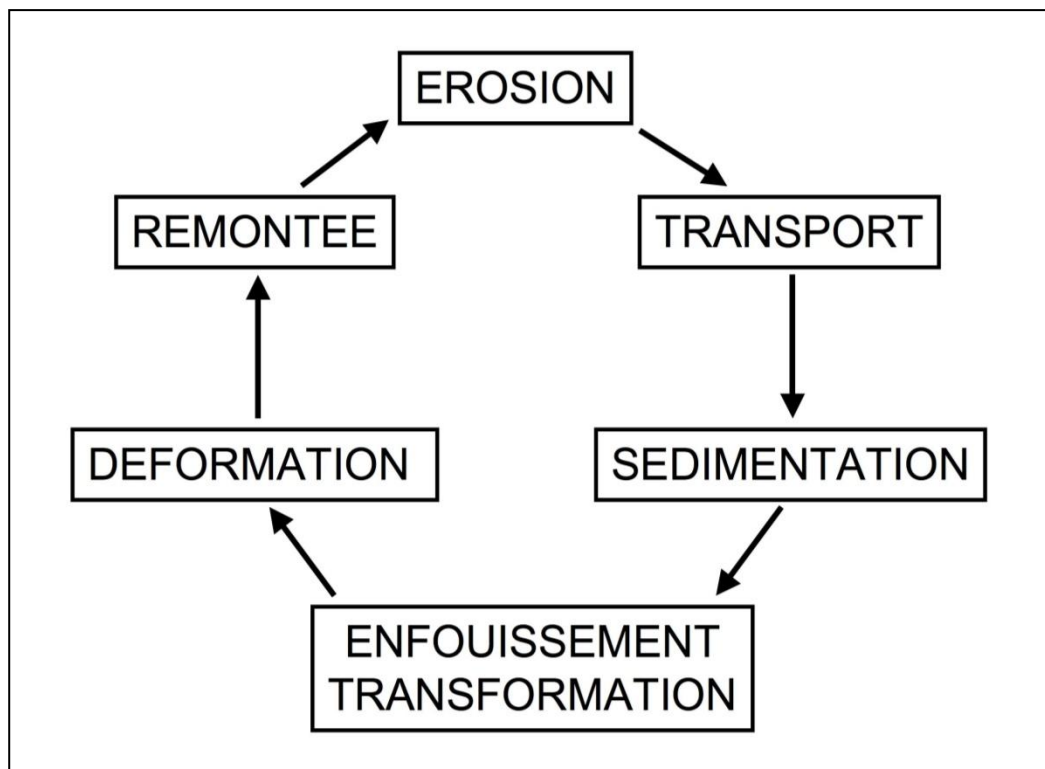 EROSION
TRANSPORT
SEDIMENTATION
ENFOUISSEMENT
TRANSFORMATION
DEFORMATION
REMONTEE